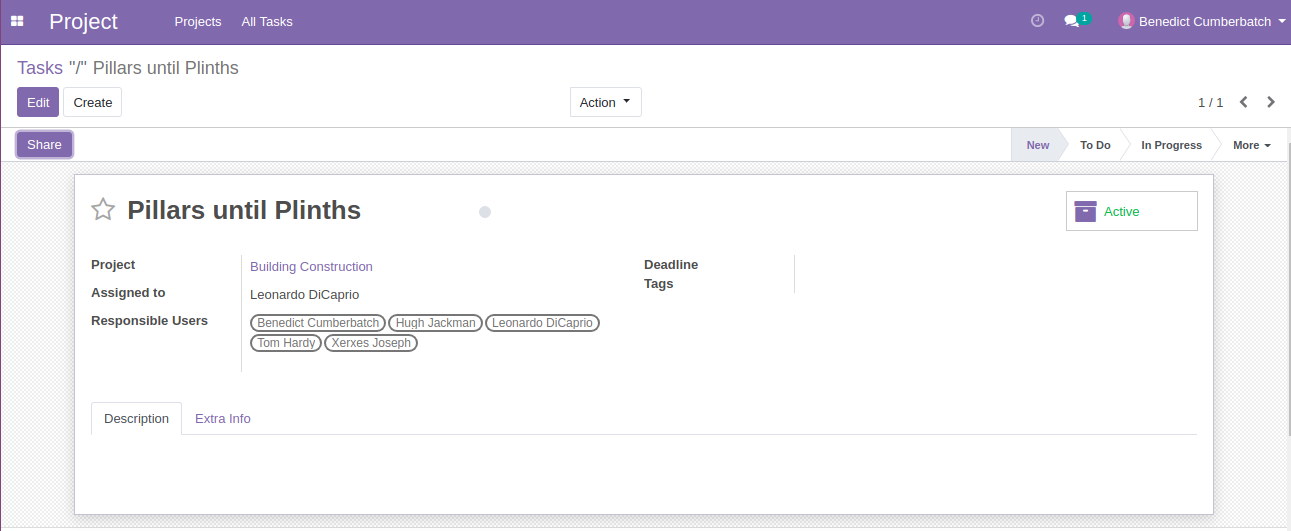 Project Projects All Tasks 1 Benedict Cumberbatch
Tasks "/" Pillars until Plinths
Edit Create Action 1 / 1
Share New To Do In Progress More
Pillars until Plinths Active
Project Building Construction Deadline
Tags
Assigned to Leonardo DiCaprio
Responsible Users Benedict Cumberbatch Hugh Jackman Leonardo DiCaprio
Tom Hardy Xerxes Joseph
Description Extra Info